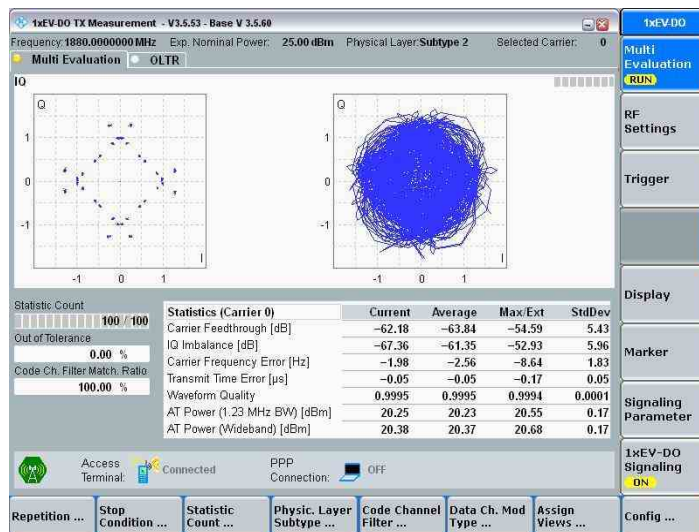 1xEV-DO TX Measurement - V3.5.53 - Base V 3.5.60
1xEV-DO
Frequency: 1880.0000000 MHz Exp. Nominal Power: 25.00 dBm Physical Layer: Subtype 2 Selected Carrier: 0
Multi Evaluation OLTR
Multi
Evaluation
RUN
IQ
Q
1
0
-1
I
-1 0 1
Q
1
0
-1
I
-1 0 1
RF
Settings
Trigger
Display
Marker
Signaling
Parameter
1xEV-DO
Signaling
ON
Statistic Count
100 / 100
Out of Tolerance
0.00 %
Code Ch. Filter Match. Ratio
100.00 %
Statistics (Carrier 0) Current Average Max/Ext StdDev
Carrier Feedthrough [dB] -62.18 -63.84 -54.59 5.43
IQ Imbalance [dB] -67.36 -61.35 -52.93 5.96
Carrier Frequency Error [Hz] -1.98 -2.56 -8.64 1.83
Transmit Time Error [µs] -0.05 -0.05 -0.17 0.05
Waveform Quality 0.9995 0.9995 0.9994 0.0001
AT Power (1.23 MHz BW) [dBm] 20.25 20.23 20.55 0.17
AT Power (Wideband) [dBm] 20.38 20.37 20.68 0.17
Access
Terminal: Connected
PPP
Connection: OFF
Repetition ...
Stop
Condition ...
Statistic
Count ...
Physic. Layer
Subtype ...
Code Channel
Filter ...
Data Ch. Mod
Type ...
Assign
Views ...
Config ...